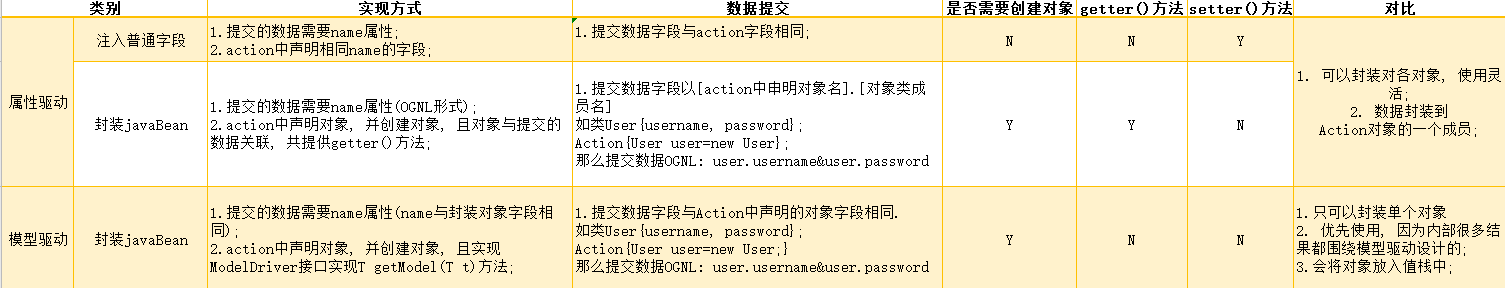 类别 实现方式 数据提交 是否需要创建对象 getter()方法 setter()方法 对比
属性驱动
注入普通字段
1.提交的数据需要name属性;
2.action中声明相同name的字段;
1.提交数据字段与action字段相同;
N N Y
封装javaBean
1.提交的数据需要name属性(OGNL形式);
2.action中声明对象, 并创建对象, 且对象与提交的
数据关联, 共提供getter()方法;
1.提交数据字段以[action中申明对象名].[对象类成
员名]
如类User{username, password};
Action{User user=new User};
那么提交数据OGNL: user.username&user.password
Y Y N
1. 可以封装对各对象, 使用灵
活;
2. 数据封装到
Action对象的一个成员;
模型驱动
封装javaBean
1.提交的数据需要name属性(name与封装对象字段相
同);
2.action中声明对象, 并创建对象, 且实现
ModelDriver接口实现T getModel(T t)方法;
1.提交数据字段与Action中声明的对象字段相同.
如类User{username, password};
Action{User user=new User;}
那么提交数据OGNL: user.username&user.password
Y N N
1.只可以封装单个对象
2. 优先使用, 因为内部很多结
果都围绕模型驱动设计的;
3.会将对象放入值栈中;